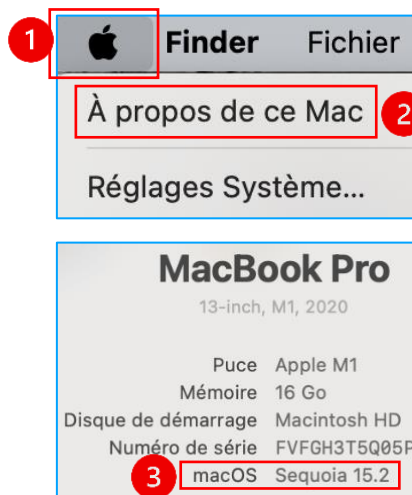 1 Finder Fichier
À propos de ce Mac 2
Réglages Système...
MacBook Pro
13-inch, M1, 2020
Puce Apple M1
Mémoire 16 Go
Disque de démarrage Macintosh HD
Numéro de série FVFGH3T5Q05P
3 macOS Sequoia 15.2